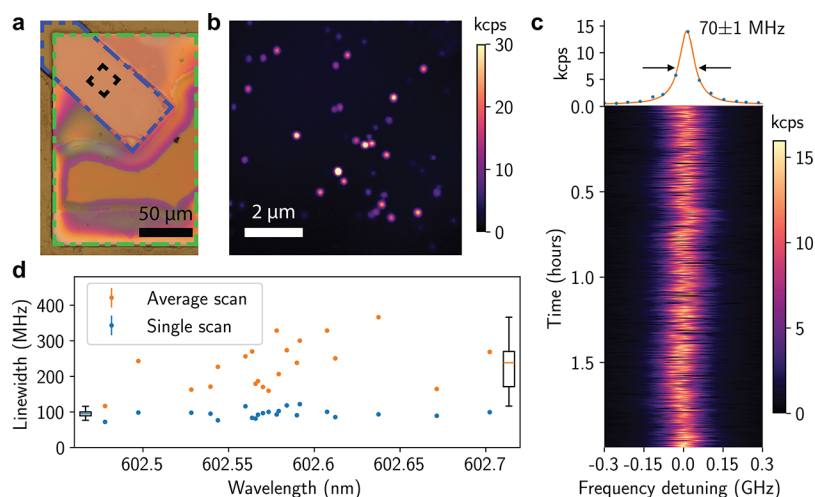 a
50 μm
b
2 μm
kcps
30
20
10
0
c
70±1 MHz
kcps
15
10
5
0.0
0.0
0.5
1.0
1.5
Time (hours)
-0.3 -0.15 0.0 0.15 0.3
Frequency detuning (GHz)
kcps
15
10
5
0
d
Average scan
Single scan
Linewidth (MHz)
400
300
200
100
0
602.5 602.55 602.6 602.65 602.7
Wavelength (nm)